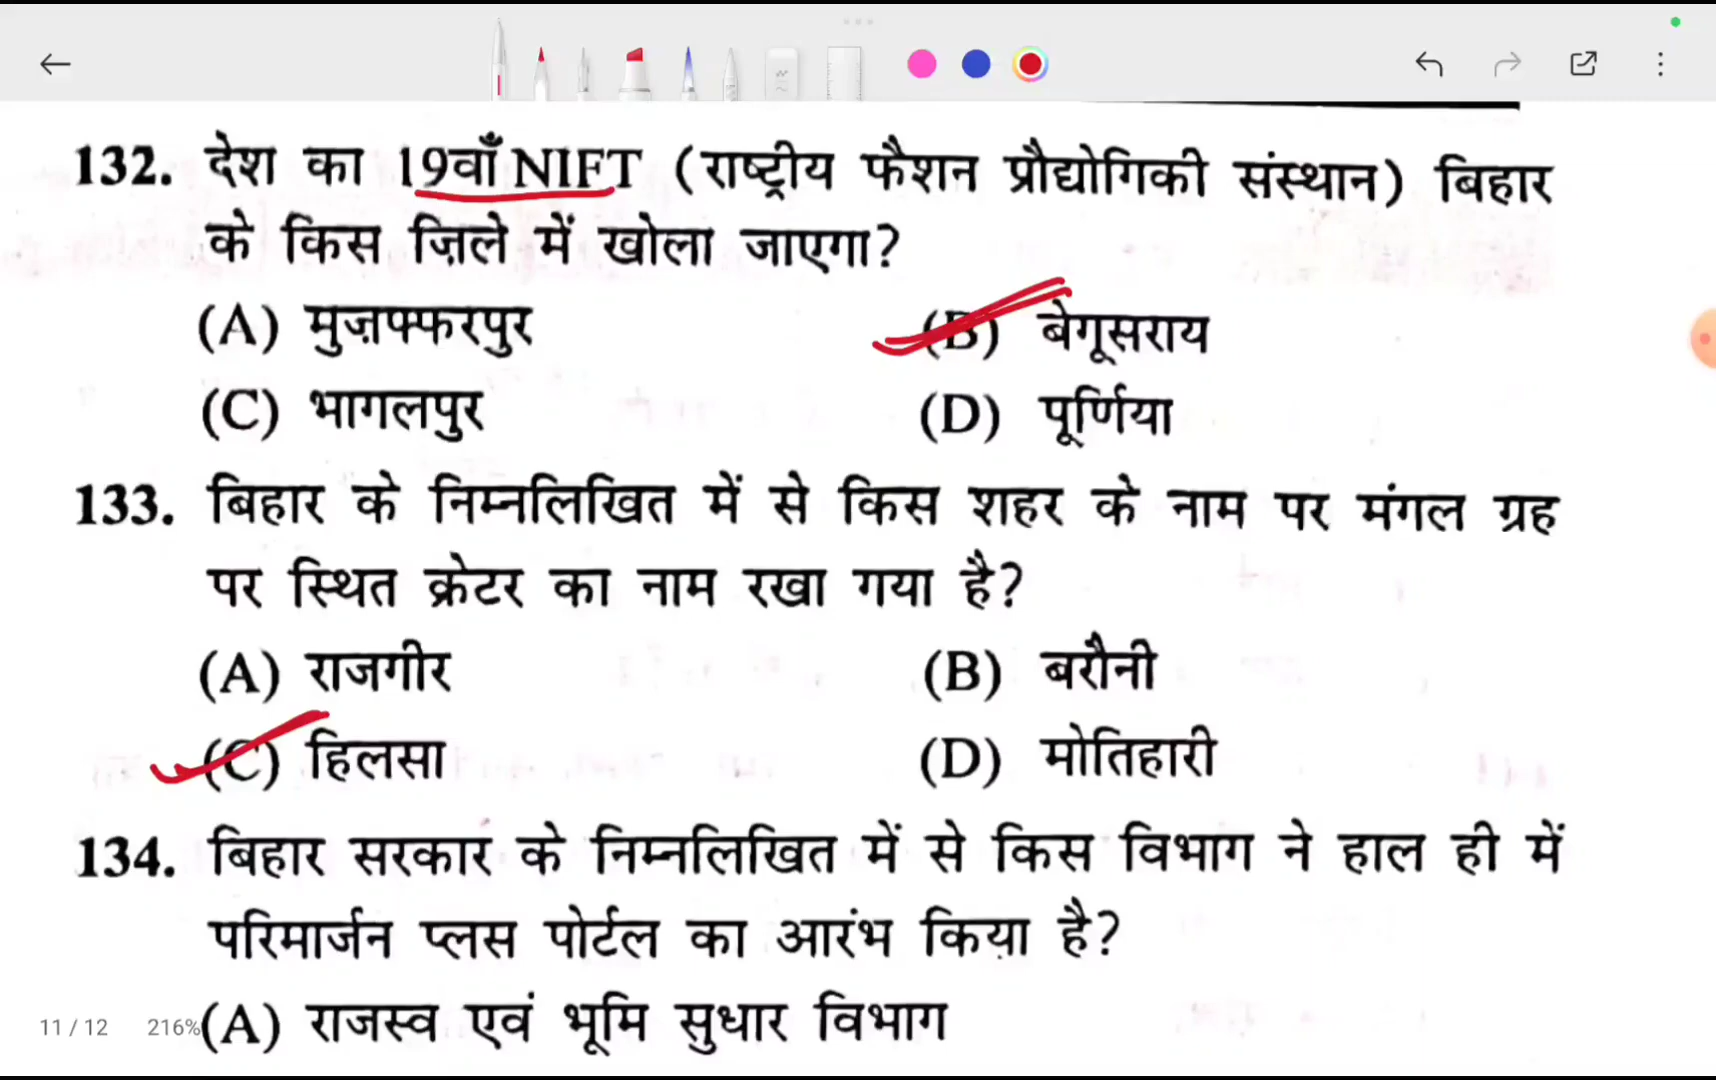 132. देश का 19वाँ NIFT (राष्ट्रीय फैशन प्रौद्योगिकी संस्थान) बिहार
के किस ज़िले में खोला जाएगा?
(A) मुज़फ्फरपुर (B) बेगूसराय
(C) भागलपुर (D) पूर्णिया
133. बिहार के निम्नलिखित में से किस शहर के नाम पर मंगल ग्रह
पर स्थित क्रेटर का नाम रखा गया है?
(A) राजगीर (B) बरौनी
(C) हिलसा (D) मोतिहारी
134. बिहार सरकार के निम्नलिखित में से किस विभाग ने हाल ही में
परिमार्जन प्लस पोर्टल का आरंभ किया है?
11 / 12 216% (A) राजस्व एवं भूमि सुधार विभाग